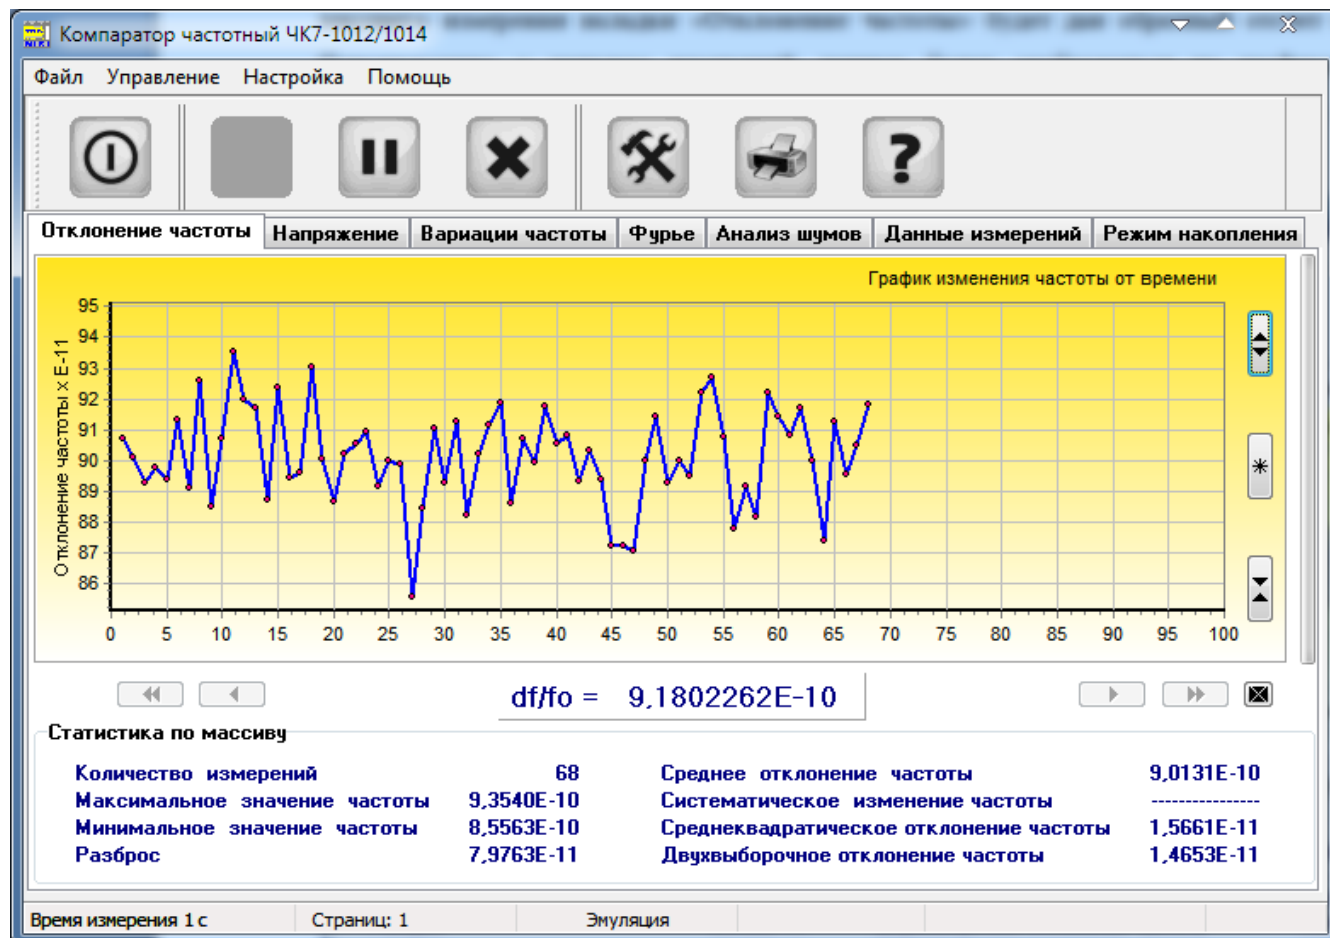 Компаратор частотный ЧК7-1012/1014
Файл Управление Настройка Помощь
Отклонение частоты Напряжение Вариации частоты Фурье Анализ шумов Данные измерений Режим накопления
График изменения частоты от времени
Отклонение частоты x E-11
95
94
93
92
91
90
89
88
87
86
0 5 10 15 20 25 30 35 40 45 50 55 60 65 70 75 80 85 90 95 100
df/fo = 9,1802262E-10
Статистика по массиву
Количество измерений 68 Среднее отклонение частоты 9,0131E-10
Максимальное значение частоты 9,3540E-10 Систематическое изменение частоты ----------------
Минимальное значение частоты 8,5563E-10 Среднеквадратическое отклонение частоты 1,5661E-11
Разброс 7,9763E-11 Двухвыборочное отклонение частоты 1,4653E-11
Время измерения 1 с Страниц: 1 Эмуляция